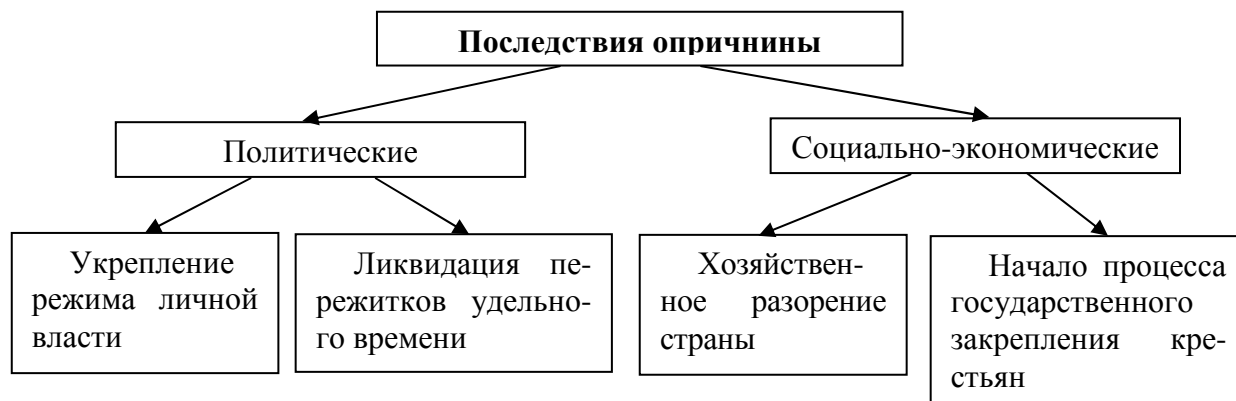 Последствия опричнины
Политические
Социально-экономические
Укрепление
режима личной
власти
Ликвидация пе-
режитков удельно-
го времени
Хозяйствен-
ное разорение
страны
Начало процесса
государственного
закрепления кре-
стьян